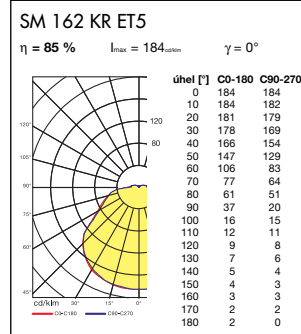 SM 162 KR ET5
η = 85 % Imax = 184cd/klm γ = 0°
úhel [°] C0-180 C90-270
0 184 184
10 184 182
20 181 179
30 178 169
40 166 154
50 147 129
60 106 83
70 77 64
80 61 51
90 37 20
100 16 15
110 12 11
120 9 8
130 7 6
140 5 4
150 4 3
160 3 3
170 2 2
180 2 0
120°
105°
90°
75°
60°
45°
120
80
cd/klm 30° 15° 0°
C0-C180 C90-C270